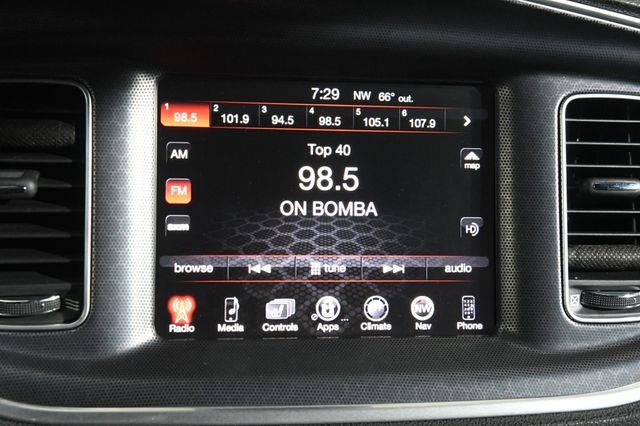 7:29 NW 66° out.
1 98.5 2 101.9 3 94.5 4 98.5 5 105.1 6 107.9
AM
Top 40
map
98.5
FM
ON BOMBA
HD
browse tune audio
Radio Media Controls Apps Climate Nav Phone
NW